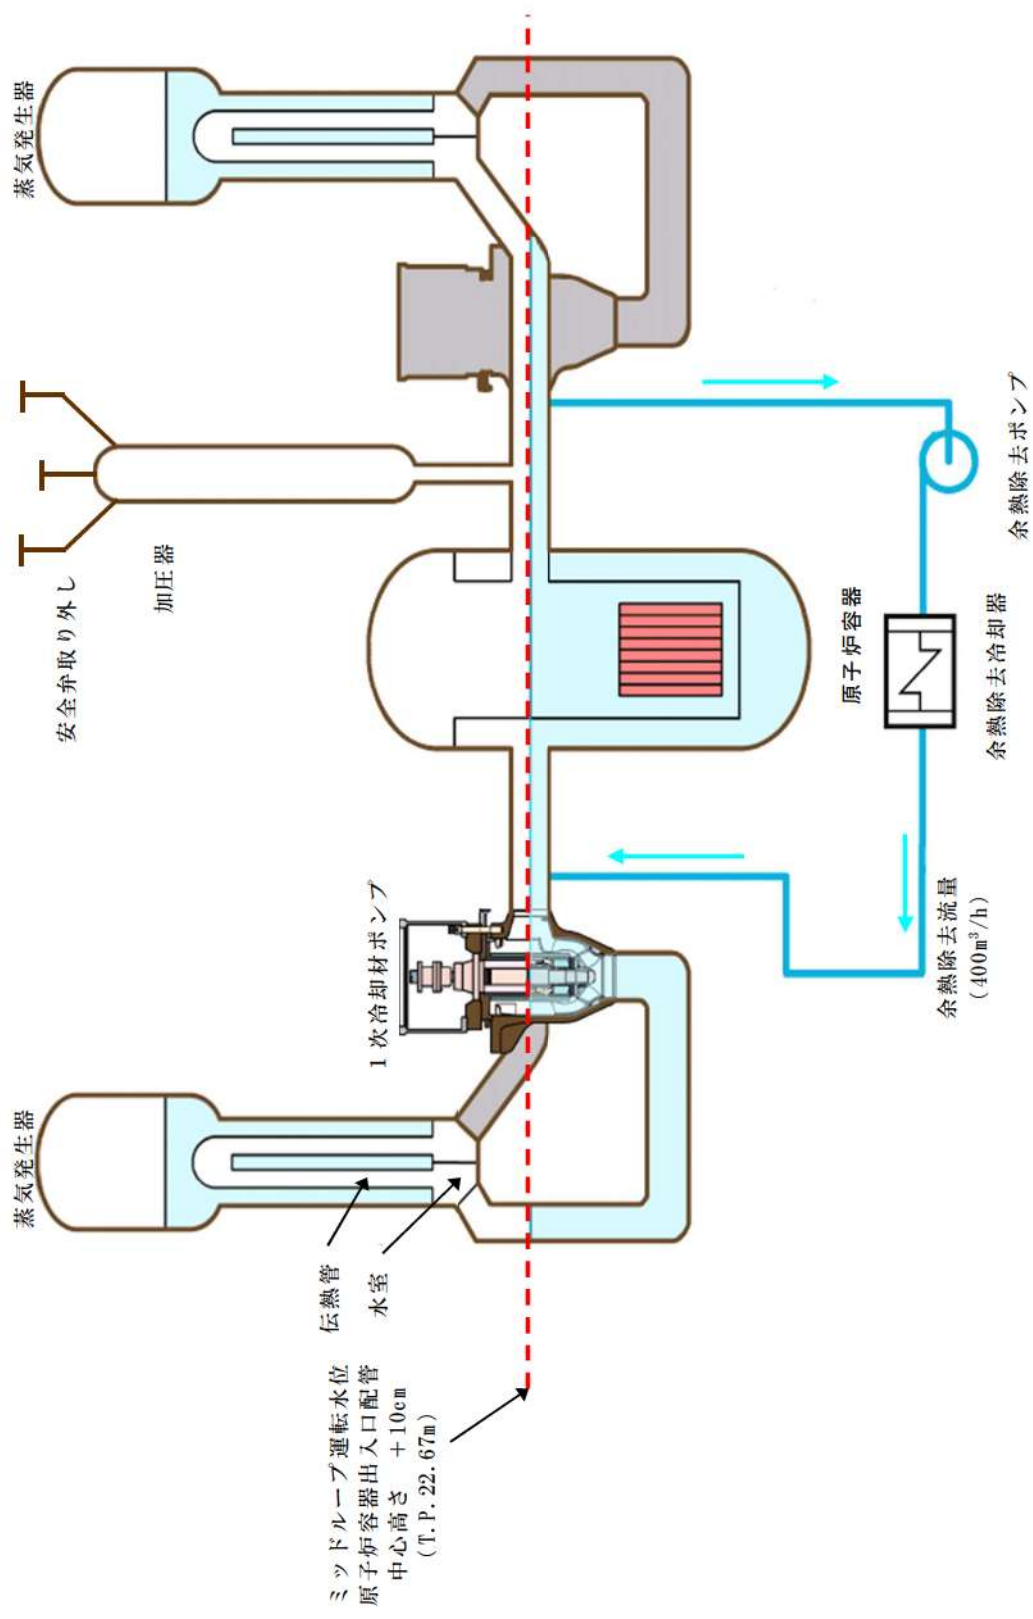 蒸気発生器
蒸気発生器
安全弁取り外し
加圧器
1次冷却材ポンプ
伝熱管
水室
ミッドループ運転水位
原子炉容器出入口配管
中心高さ　+10cm
(T.P.22.67m)
原子炉容器
余熱除去冷却器
余熱除去ポンプ
余熱除去流量
(400m³/h)